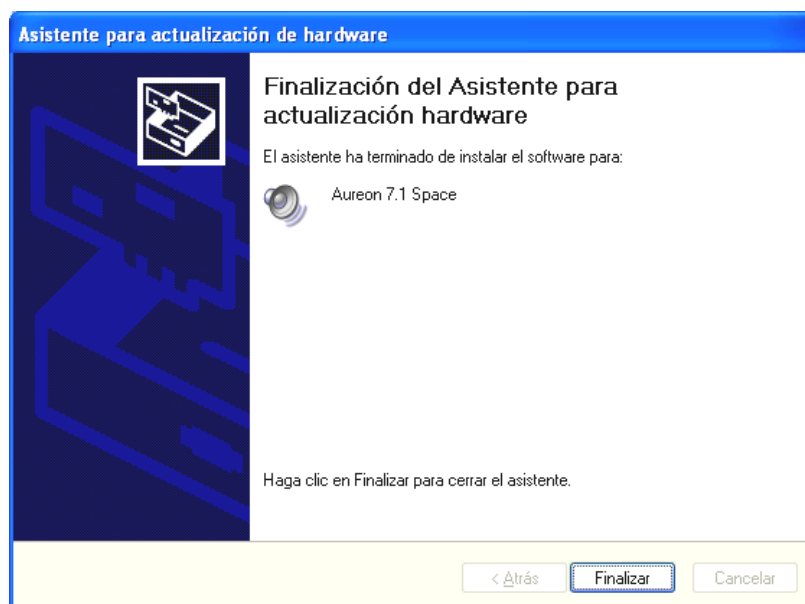 Asistente para actualización de hardware
Finalización del Asistente para
actualización hardware
El asistente ha terminado de instalar el software para:
Aureon 7.1 Space
Haga clic en Finalizar para cerrar el asistente.
< Atrás
Finalizar
Cancelar